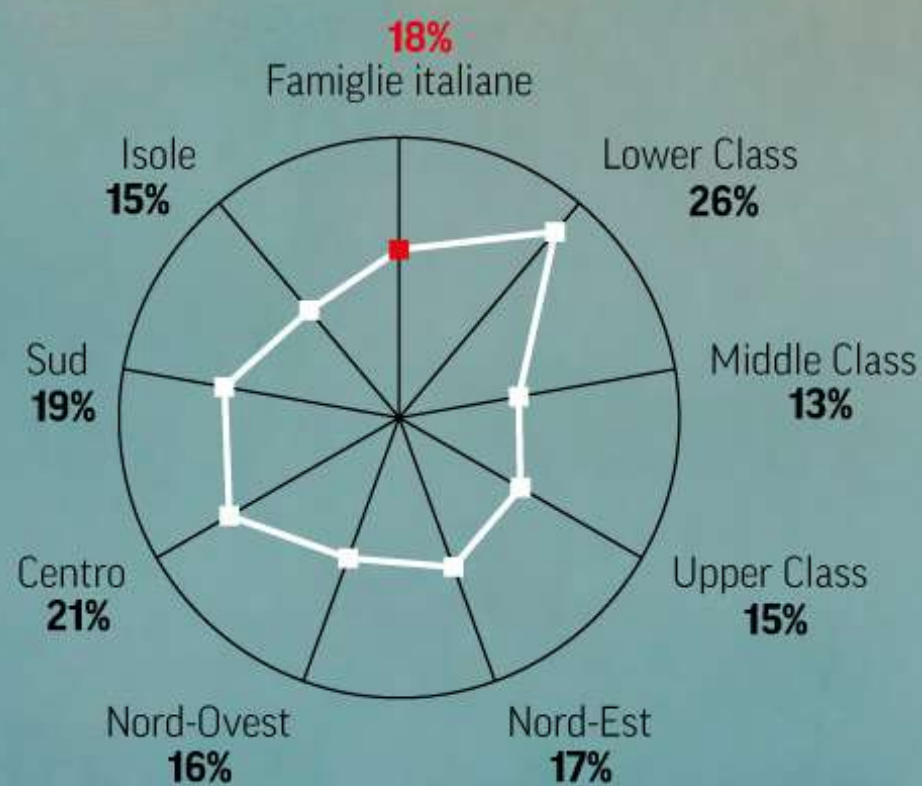 18%
Famiglie italiane
Lower Class
26%
Middle Class
13%
Upper Class
15%
Nord-Est
17%
Nord-Ovest
16%
Centro
21%
Sud
19%
Isole
15%